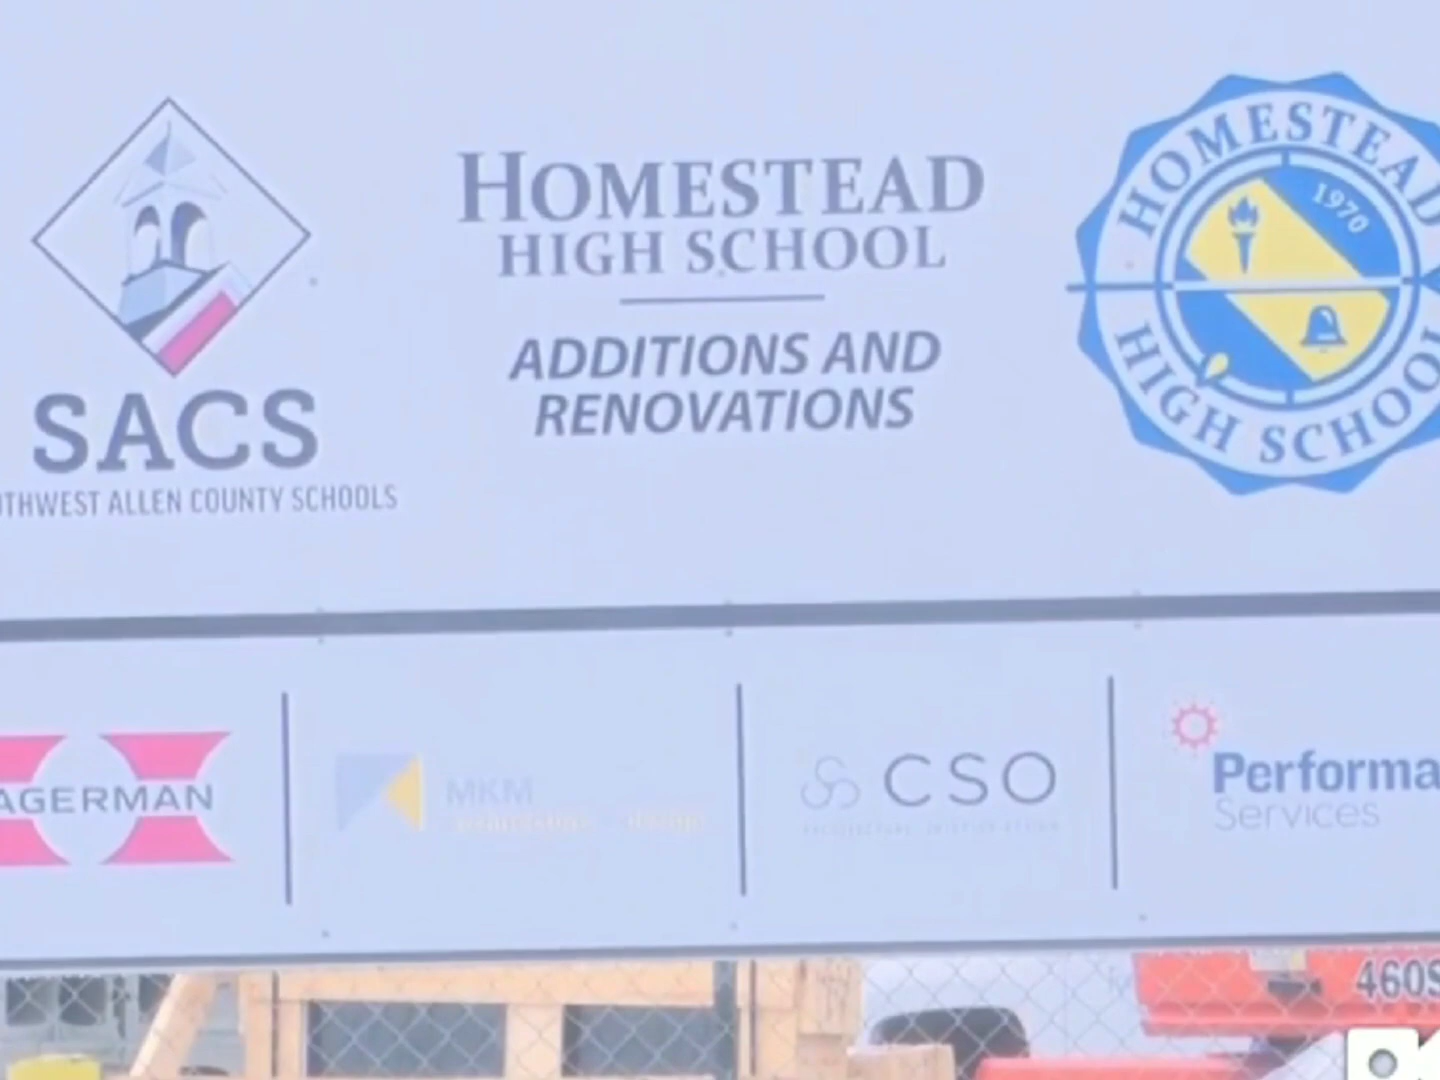 SACS
THWEST ALLEN COUNTY SCHOOLS
HOMESTEAD
HIGH SCHOOL
ADDITIONS AND
RENOVATIONS
HOMESTEAD
1970
HIGH SCHOOL
AGERMAN
MKM
CSO
Performa
Services
460S